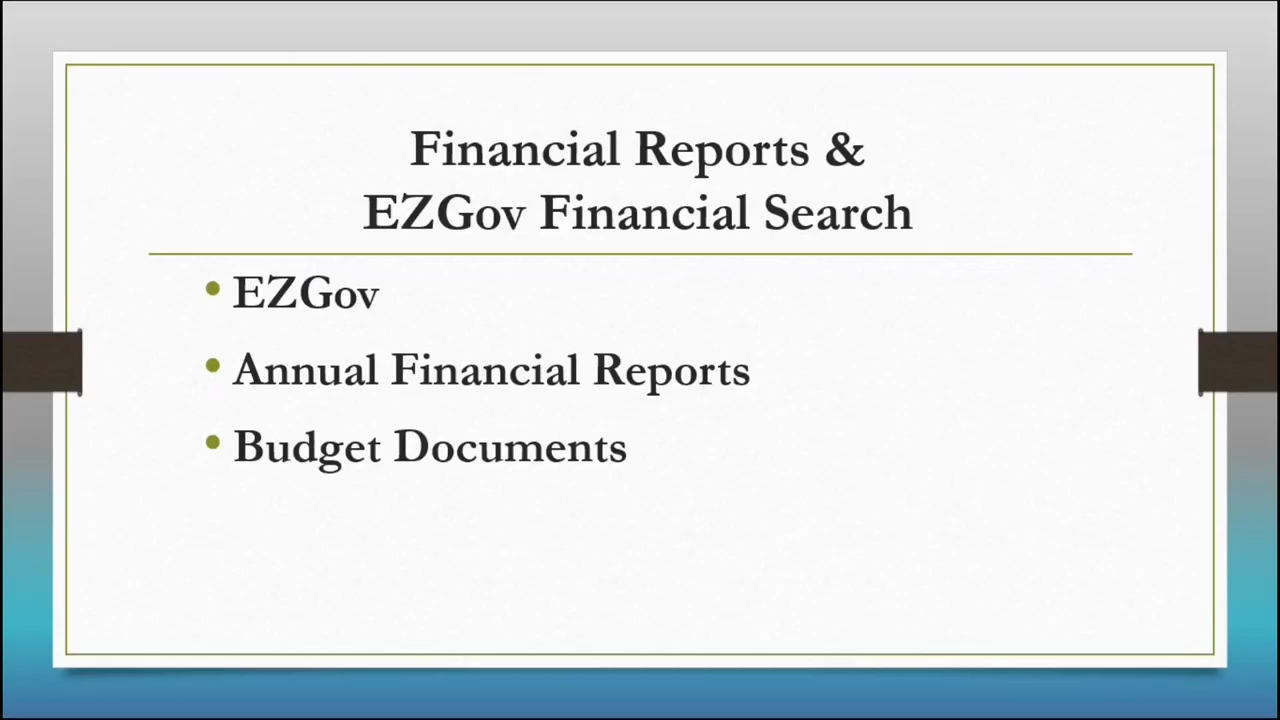 Financial Reports &
EZGov Financial Search
• EZGov
• Annual Financial Reports
• Budget Documents